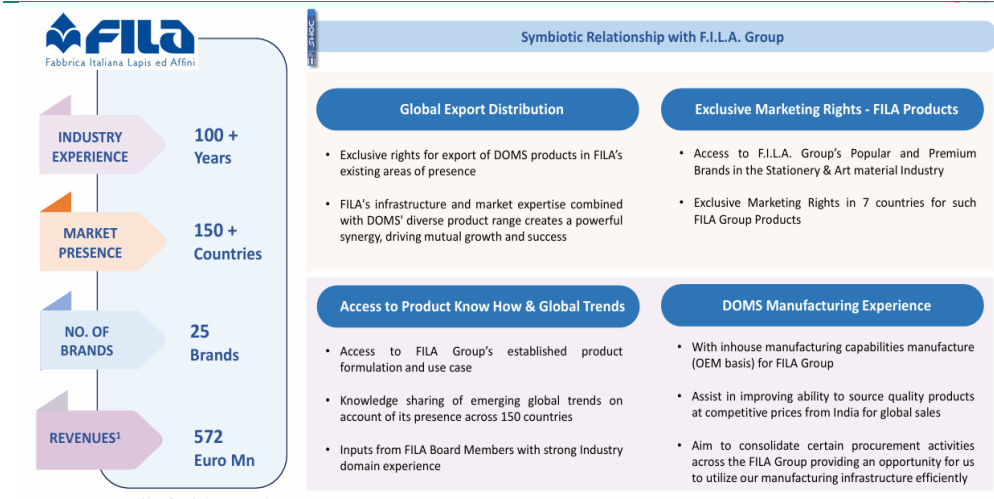 FILA
Fabbrica Italiana Lapis ed Affini
INDUSTRY
EXPERIENCE
100 +
Years
MARKET
PRESENCE
150 +
Countries
NO. OF
BRANDS
25
Brands
REVENUES¹
572
Euro Mn
DOMS
Symbiotic Relationship with F.I.L.A. Group
Global Export Distribution
• Exclusive rights for export of DOMS products in FILA's
existing areas of presence
• FILA's infrastructure and market expertise combined
with DOMS' diverse product range creates a powerful
synergy, driving mutual growth and success
Exclusive Marketing Rights - FILA Products
• Access to F.I.L.A. Group's Popular and Premium
Brands in the Stationery & Art material Industry
• Exclusive Marketing Rights in 7 countries for such
FILA Group Products
Access to Product Know How & Global Trends
• Access to FILA Group's established product
formulation and use case
• Knowledge sharing of emerging global trends on
account of its presence across 150 countries
• Inputs from FILA Board Members with strong Industry
domain experience
DOMS Manufacturing Experience
• With inhouse manufacturing capabilities manufacture
(OEM basis) for FILA Group
• Assist in improving ability to source quality products
at competitive prices from India for global sales
• Aim to consolidate certain procurement activities
across the FILA Group providing an opportunity for us
to utilize our manufacturing infrastructure efficiently